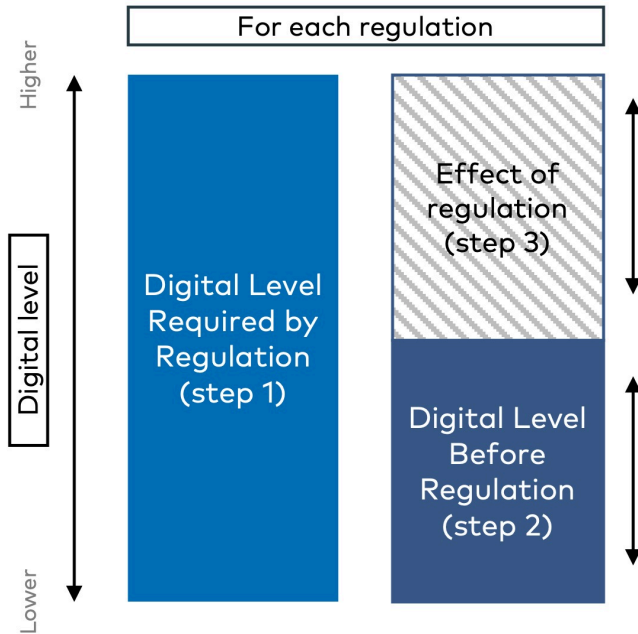 For each regulation
Higher
Digital level
Lower
Digital Level
Required by
Regulation
(step 1)
Effect of
regulation
(step 3)
Digital Level
Before
Regulation
(step 2)